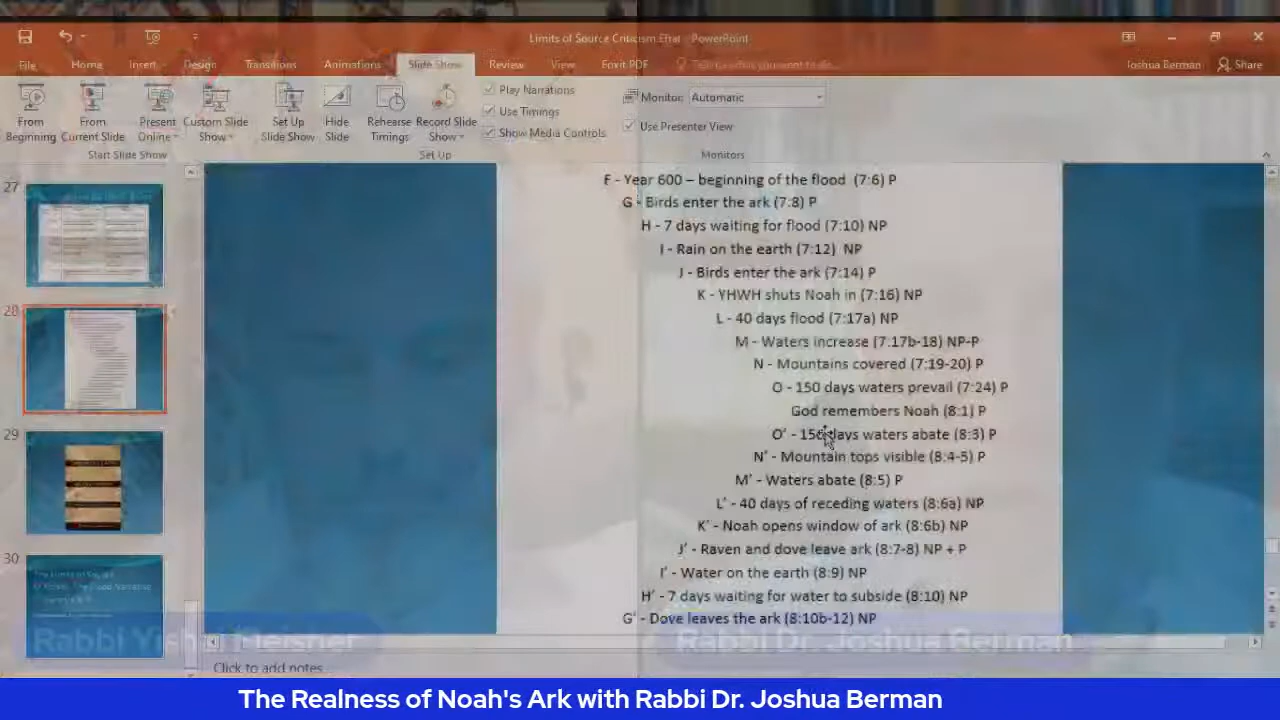 Limits of Source Criticism Efrat - PowerPoint
File Home Insert Design Transitions Animations Slide Show Review View Foxit PDF Tell me what you want to do... Joshua Berman Share
From Beginning
From Current Slide
Present Online
Custom Slide Show
Set Up Slide Show
Hide Slide
Rehearse Timings
Record Slide Show
Play Narrations
Use Timings
Show Media Controls
Monitor: Automatic
Use Presenter View
Start Slide Show Set Up Monitors
27
28
29
30
F - Year 600 – beginning of the flood (7:6) P
G - Birds enter the ark (7:8) P
H - 7 days waiting for flood (7:10) NP
I - Rain on the earth (7:12) NP
J - Birds enter the ark (7:14) P
K - YHWH shuts Noah in (7:16) NP
L - 40 days flood (7:17a) NP
M - Waters increase (7:17b-18) NP-P
N - Mountains covered (7:19-20) P
O - 150 days waters prevail (7:24) P
God remembers Noah (8:1) P
O' - 150 days waters abate (8:3) P
N' - Mountain tops visible (8:4-5) P
M' - Waters abate (8:5) P
L' - 40 days of receding waters (8:6a) NP
K' - Noah opens window of ark (8:6b) NP
J' - Raven and dove leave ark (8:7-8) NP + P
I' - Water on the earth (8:9) NP
H' - 7 days waiting for water to subside (8:10) NP
G' - Dove leaves the ark (8:10b-12) NP
Rabbi Yishai Fleisher
Rabbi Dr. Joshua Berman
Click to add notes
The Realness of Noah's Ark with Rabbi Dr. Joshua Berman